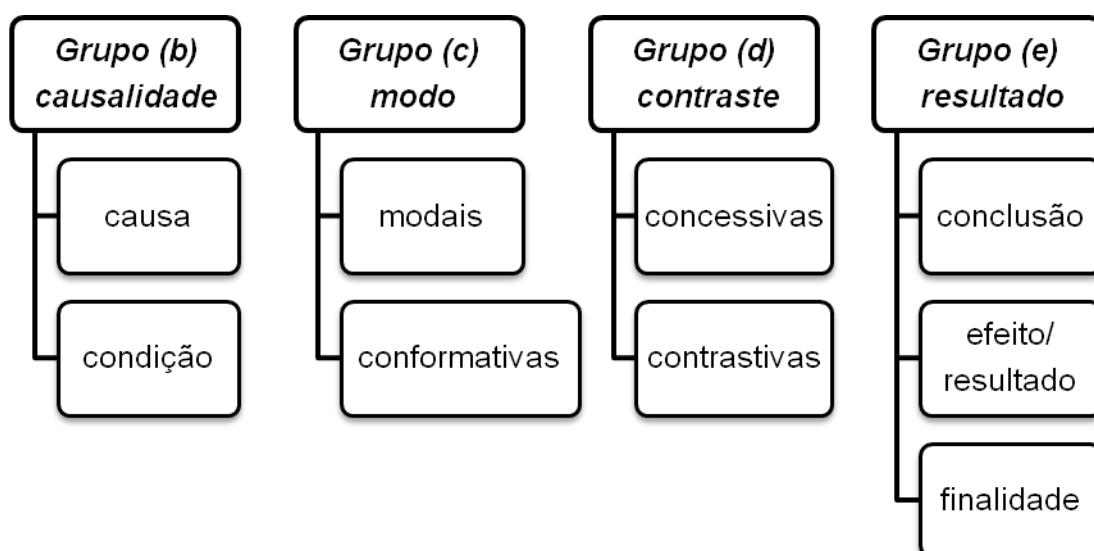 Grupo (b)
causalidade
causa
condição
Grupo (c)
modo
modais
conformativas
Grupo (d)
contraste
concessivas
contrastivas
Grupo (e)
resultado
conclusão
efeito/
resultado
finalidade